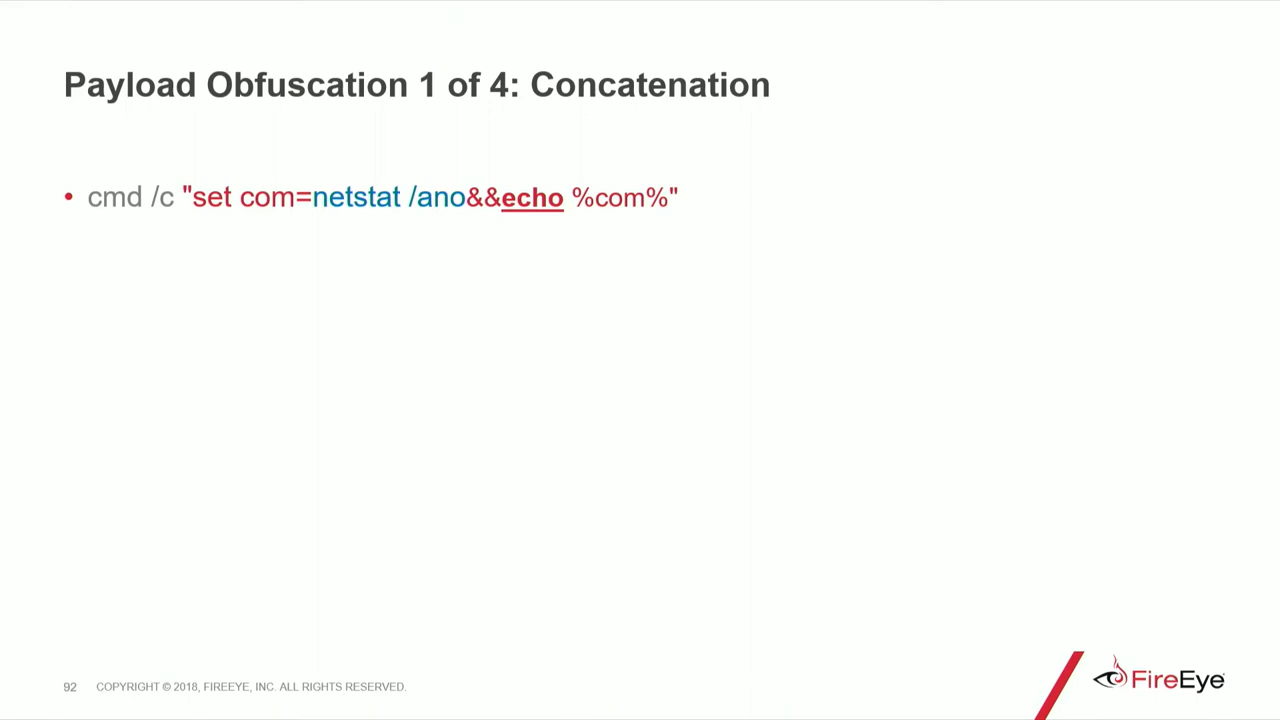 Payload Obfuscation 1 of 4: Concatenation
• cmd /c "set com=netstat /ano&&echo %com%"
92 COPYRIGHT © 2018, FIREEYE, INC. ALL RIGHTS RESERVED.
FireEye